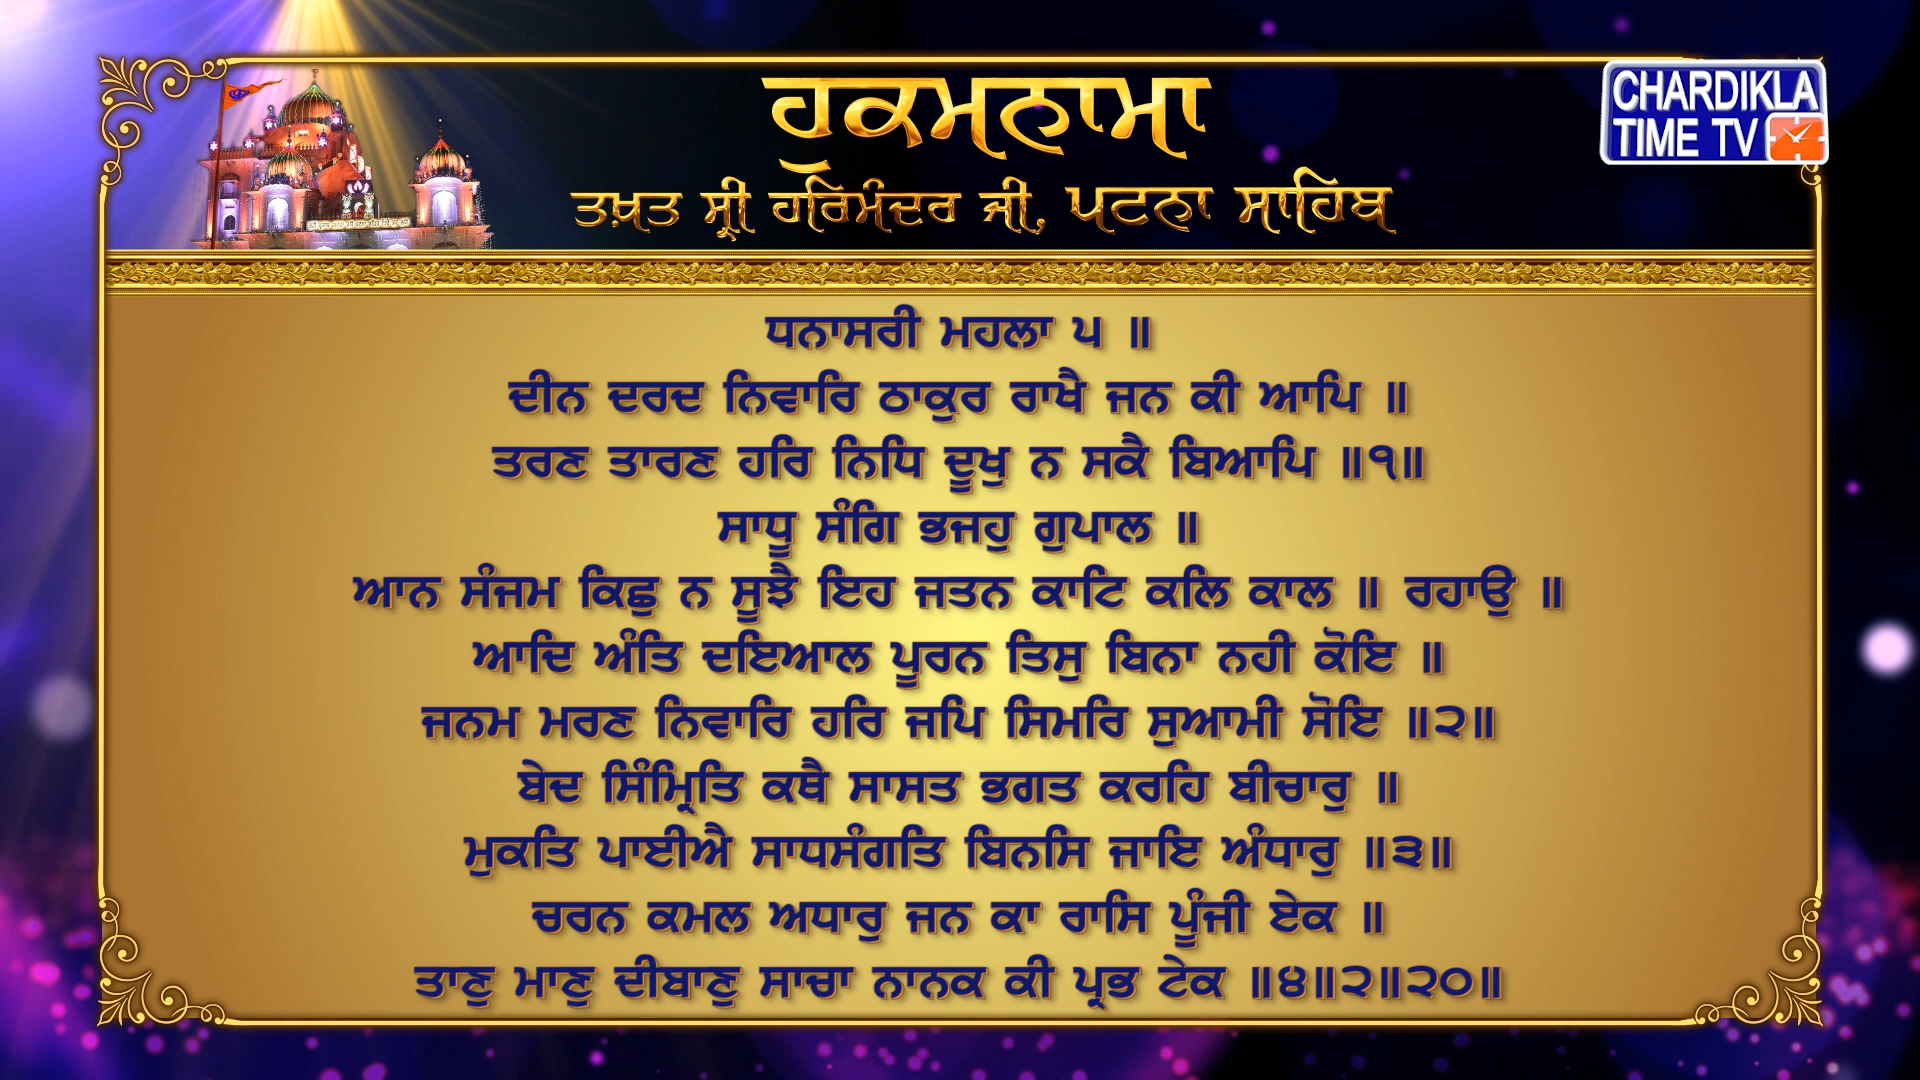 ਹੁਕਮਨਾਮਾ
ਤਖ਼ਤ ਸ੍ਰੀ ਹਰਿਮੰਦਰ ਜੀ, ਪਟਨਾ ਸਾਹਿਬ
CHARDIKLA
TIME TV
ਧਨਾਸਰੀ ਮਹਲਾ ੫ ॥
ਦੀਨ ਦਰਦ ਨਿਵਾਰਿ ਠਾਕੁਰ ਰਾਖੈ ਜਨ ਕੀ ਆਪਿ ॥
ਤਰਣ ਤਾਰਣ ਹਰਿ ਨਿਧਿ ਦੂਖੁ ਨ ਸਕੈ ਬਿਆਪਿ ॥੧॥
ਸਾਧੂ ਸੰਗਿ ਭਜਹੁ ਗੁਪਾਲ ॥
ਆਨ ਸੰਜਮ ਕਿਛੁ ਨ ਸੂਝੈ ਇਹ ਜਤਨ ਕਾਟਿ ਕਲਿ ਕਾਲ ॥ ਰਹਾਉ ॥
ਆਦਿ ਅੰਤਿ ਦਇਆਲ ਪੂਰਨ ਤਿਸੁ ਬਿਨਾ ਨਹੀ ਕੋਇ ॥
ਜਨਮ ਮਰਣ ਨਿਵਾਰਿ ਹਰਿ ਜਪਿ ਸਿਮਰਿ ਸੁਆਮੀ ਸੋਇ ॥੨॥
ਬੇਦ ਸਿੰਮ੍ਰਿਤਿ ਕਥੈ ਸਾਸਤ ਭਗਤ ਕਰਹਿ ਬੀਚਾਰੁ ॥
ਮੁਕਤਿ ਪਾਈਐ ਸਾਧਸੰਗਤਿ ਬਿਨਸਿ ਜਾਇ ਅੰਧਾਰੁ ॥੩॥
ਚਰਨ ਕਮਲ ਅਧਾਰੁ ਜਨ ਕਾ ਰਾਸਿ ਪੂੰਜੀ ਏਕ ॥
ਤਾਣੁ ਮਾਣੁ ਦੀਬਾਣੁ ਸਾਚਾ ਨਾਨਕ ਕੀ ਪ੍ਰਭ ਟੇਕ ॥੪॥੨॥੨੦॥